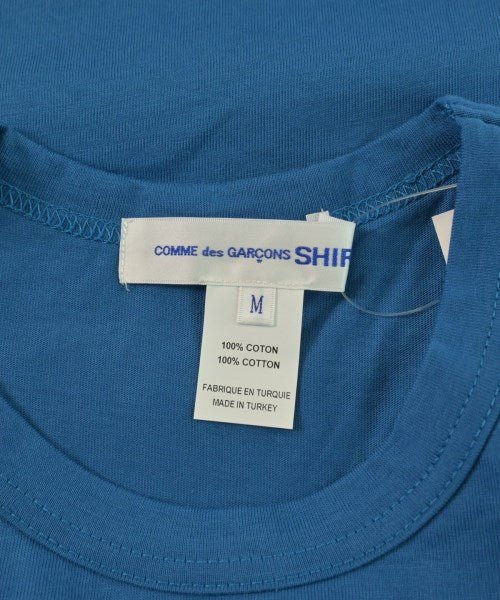 COMME des GARÇONS SHIR
M
100% COTON
100% COTTON
FABRIQUE EN TURQUIE
MADE IN TURKEY